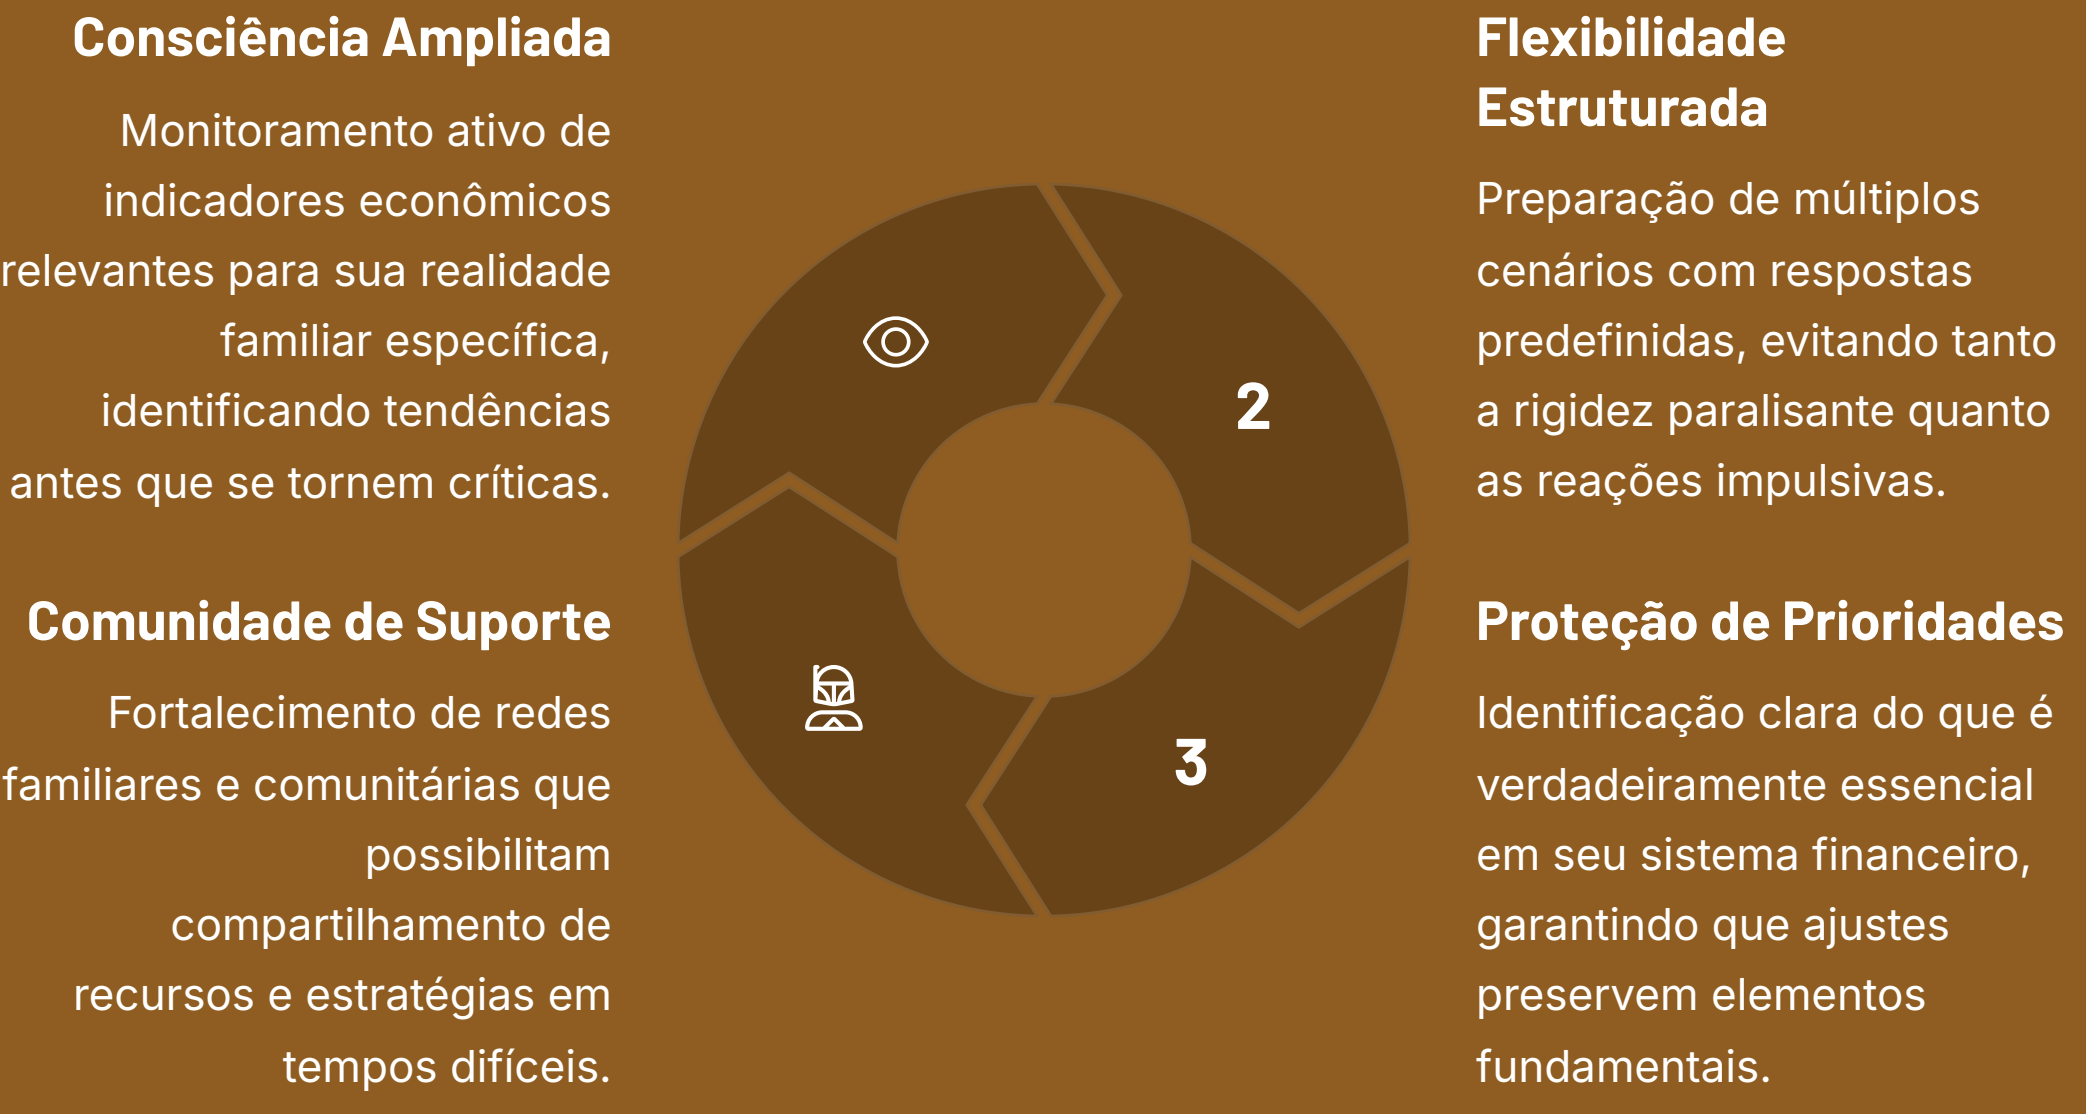 Consciência Ampliada
Monitoramento ativo de
indicadores econômicos
relevantes para sua realidade
familiar específica,
identificando tendências
antes que se tornem críticas.
Flexibilidade
Estruturada
Preparação de múltiplos
cenários com respostas
predefinidas, evitando tanto
a rigidez paralisante quanto
as reações impulsivas.
2
Comunidade de Suporte
Fortalecimento de redes
familiares e comunitárias que
possibilitam
compartilhamento de
recursos e estratégias em
tempos difíceis.
3
Proteção de Prioridades
Identificação clara do que é
verdadeiramente essencial
em seu sistema financeiro,
garantindo que ajustes
preservem elementos
fundamentais.